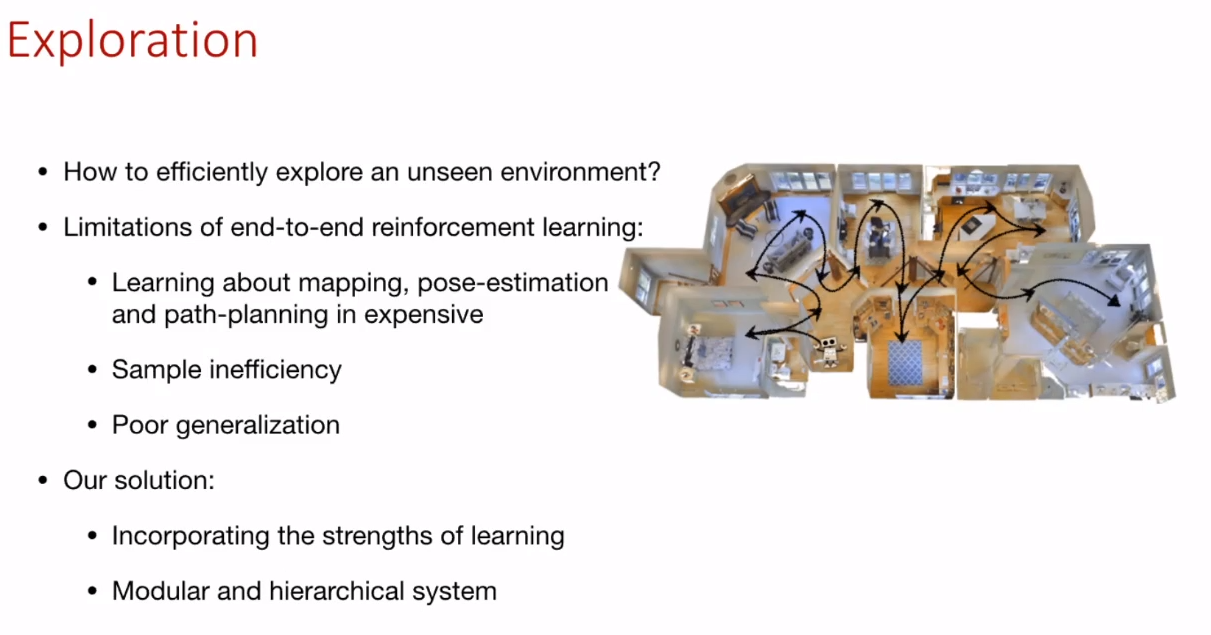 Exploration
• How to efficiently explore an unseen environment?
• Limitations of end-to-end reinforcement learning:
• Learning about mapping, pose-estimation
and path-planning in expensive
• Sample inefficiency
• Poor generalization
• Our solution:
• Incorporating the strengths of learning
• Modular and hierarchical system